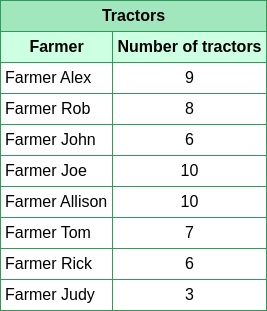 Tractors
Farmer Number of tractors
Farmer Alex 9
Farmer Rob 8
Farmer John 6
Farmer Joe 10
Farmer Allison 10
Farmer Tom 7
Farmer Rick 6
Farmer Judy 3